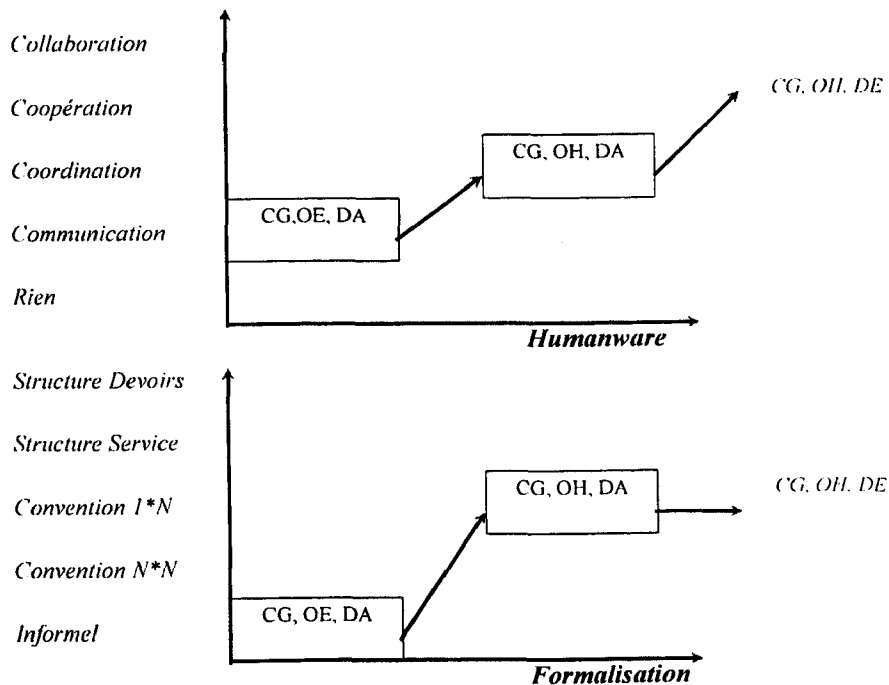 Collaboration
CG, OH, DE
Coopération
CG, OH, DA
Coordination
CG,OE, DA
Communication
Rien
Humanware
Structure Devoirs
Structure Service
CG, OH, DA
CG, OH, DE
Convention 1*N
Convention N*N
CG, OE, DA
Informel
Formalisation